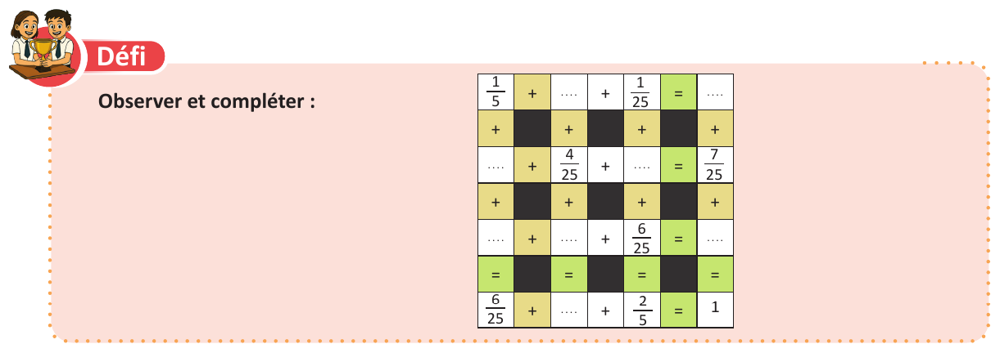 Défi
Observer et compléter :
1/5 + .... + 1/25 = ....
+ + + +
.... + 4/25 + .... = 7/25
+ + + +
.... + .... + 6/25 = ....
= = = =
6/25 + .... + 2/5 = 1